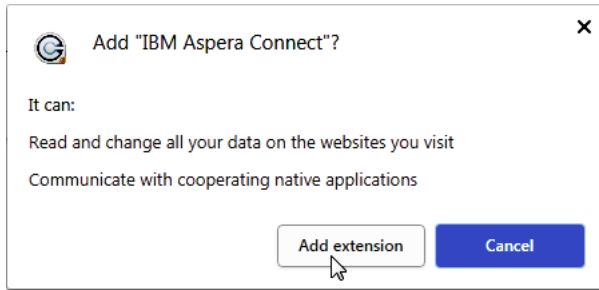 Add "IBM Aspera Connect"?
It can:
Read and change all your data on the websites you visit
Communicate with cooperating native applications
Add extension
Cancel